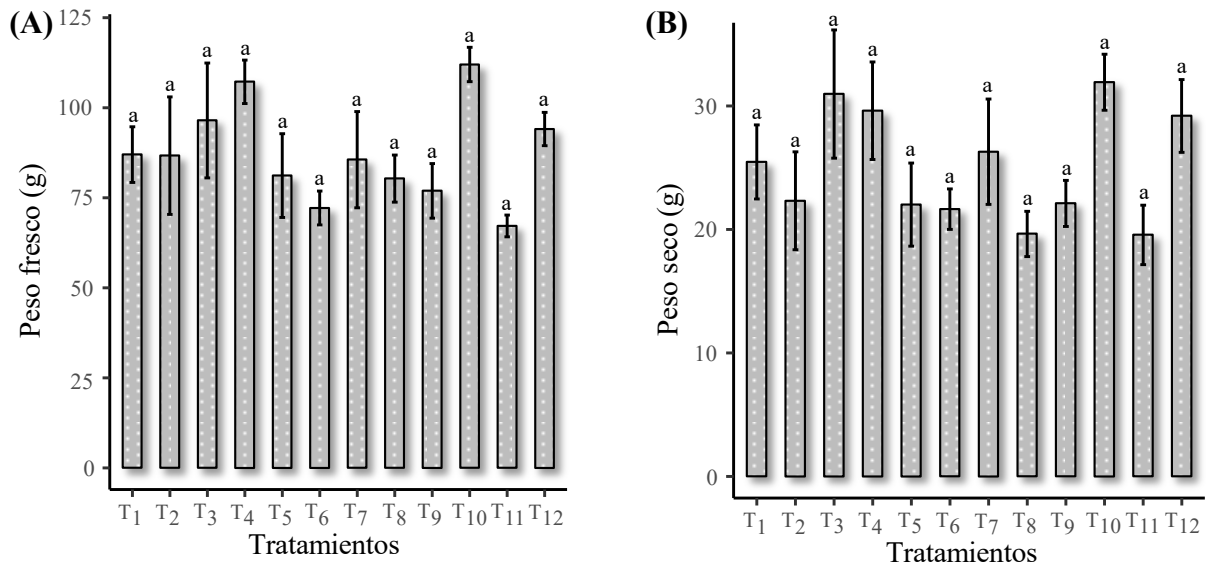 (A)
Peso fresco (g)
125
100
75
50
25
0
a a a a a a a a a a a a
T1 T2 T3 T4 T5 T6 T7 T8 T9 T10 T11 T12
Tratamientos
(B)
Peso seco (g)
30
20
10
0
a a a a a a a a a a a a
T1 T2 T3 T4 T5 T6 T7 T8 T9 T10 T11 T12
Tratamientos